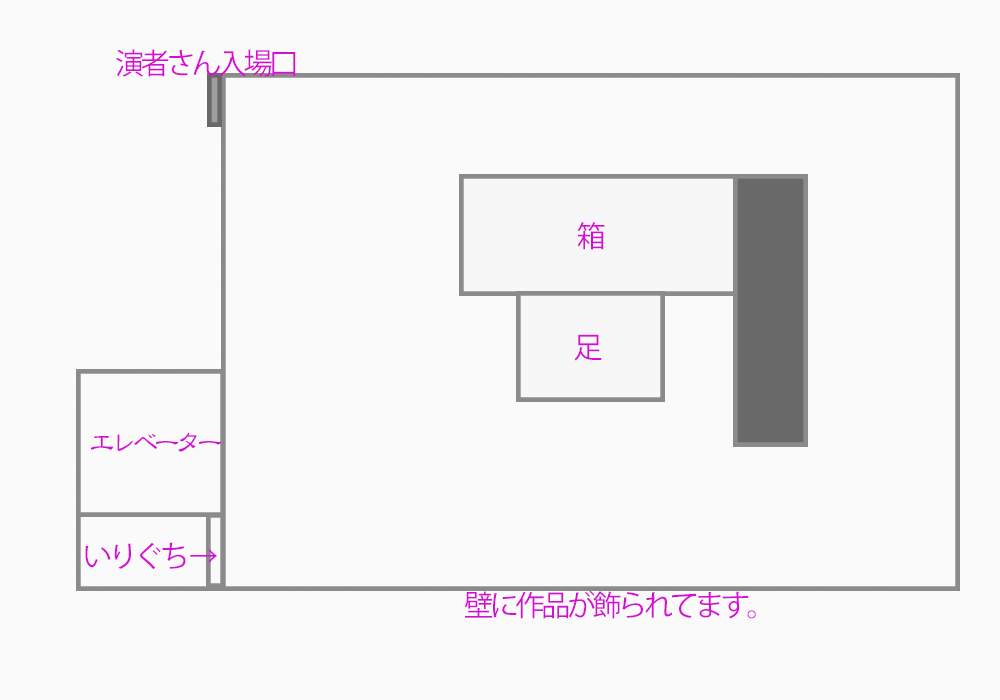 演者さん入場口
箱
足
エレベーター
いりぐち→
壁に作品が飾られてます。